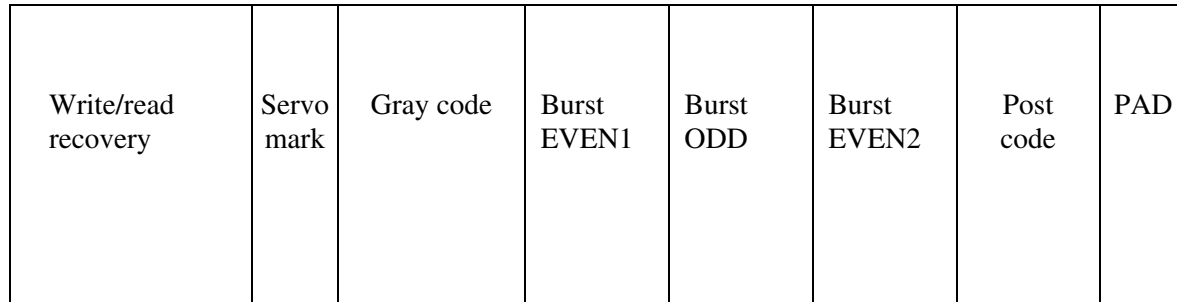 Write/read
recovery
Servo
mark
Gray code
Burst
EVEN1
Burst
ODD
Burst
EVEN2
Post
code
PAD